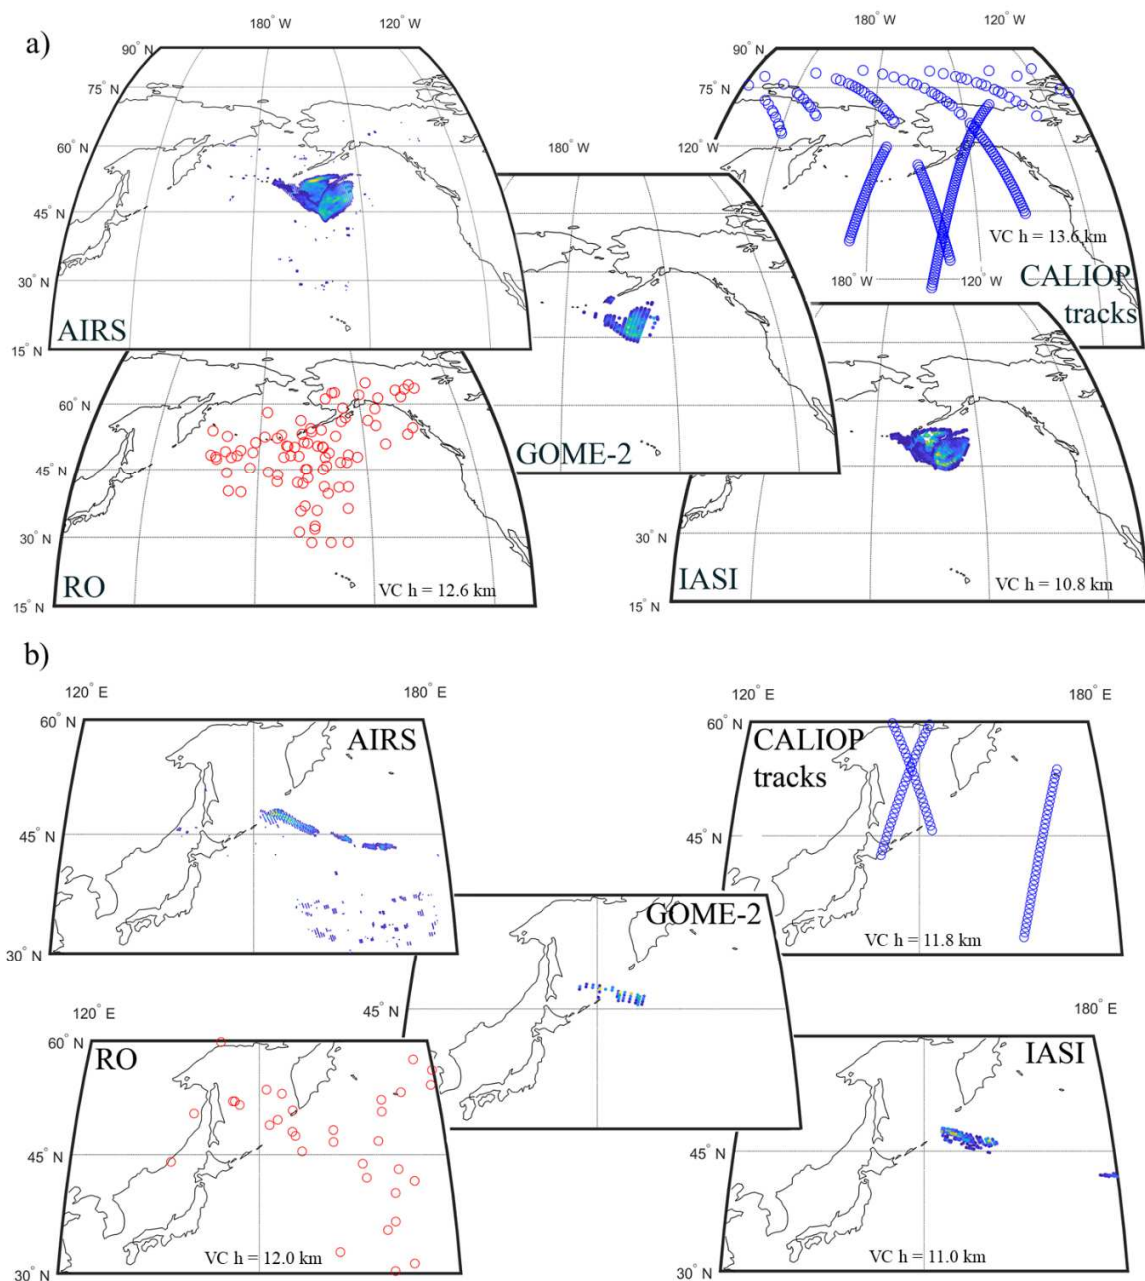 a)
180° W
120° W
90° N
75° N
60° N
45° N
30° N
15° N
AIRS
180° W
120° W
90° N
75° N
60° N
45° N
VC h = 13.6 km
30° N
180° W
120° W
CALIOP
tracks
180° W
120° W
GOME-2
60° N
45° N
30° N
15° N
RO
VC h = 12.6 km
30° N
15° N
IASI
VC h = 10.8 km
b)
120° E
180° E
60° N
45° N
30° N
AIRS
120° E
180° E
60° N
45° N
30° N
CALIOP
tracks
VC h = 11.8 km
GOME-2
45° N
120° E
60° N
45° N
30° N
RO
VC h = 12.0 km
180° E
45° N
30° N
IASI
VC h = 11.0 km